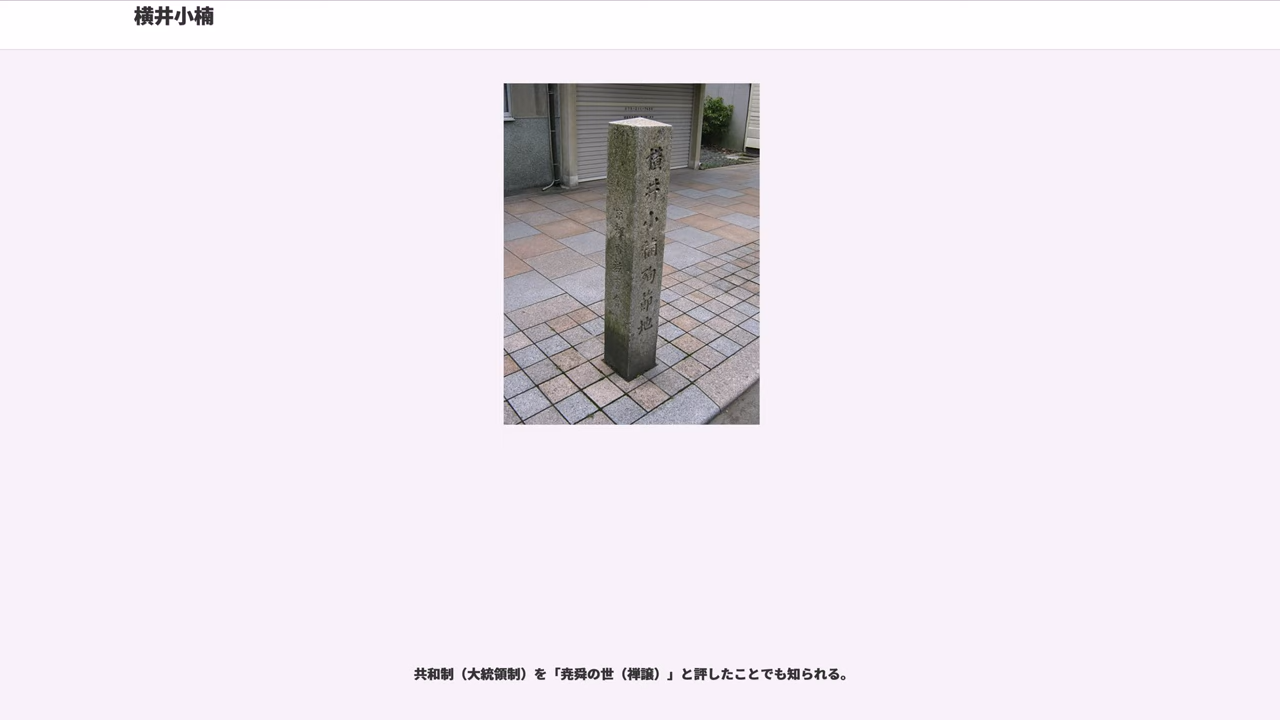 横井小楠
横井小楠殉節地
共和制（大統領制）を「尭舜の世（禅譲）」と評したことでも知られる。